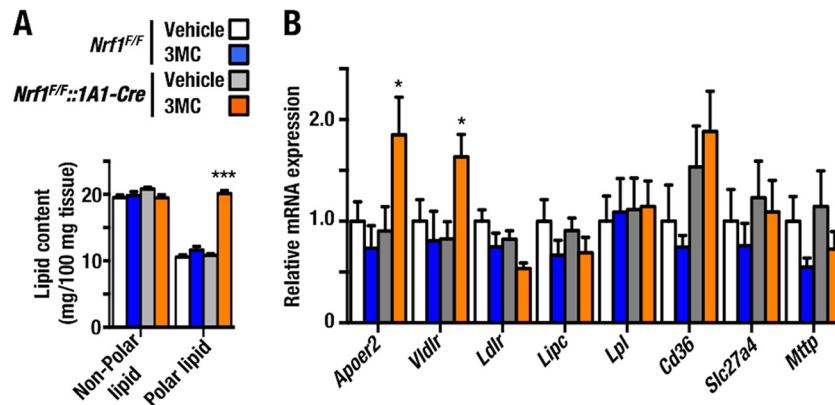 A
B
Nrf1F/F
Vehicle
3MC
Nrf1F/F::1A1-Cre
Vehicle
3MC
Lipid content
(mg/100 mg tissue)
20
10
0
***
Non-Polar
lipid
Polar lipid
Relative mRNA expression
2.0
1.0
0
*
*
Apoer2
Vldlr
Ldlr
Lipc
Lpl
Cd36
Slc27a4
Mttp